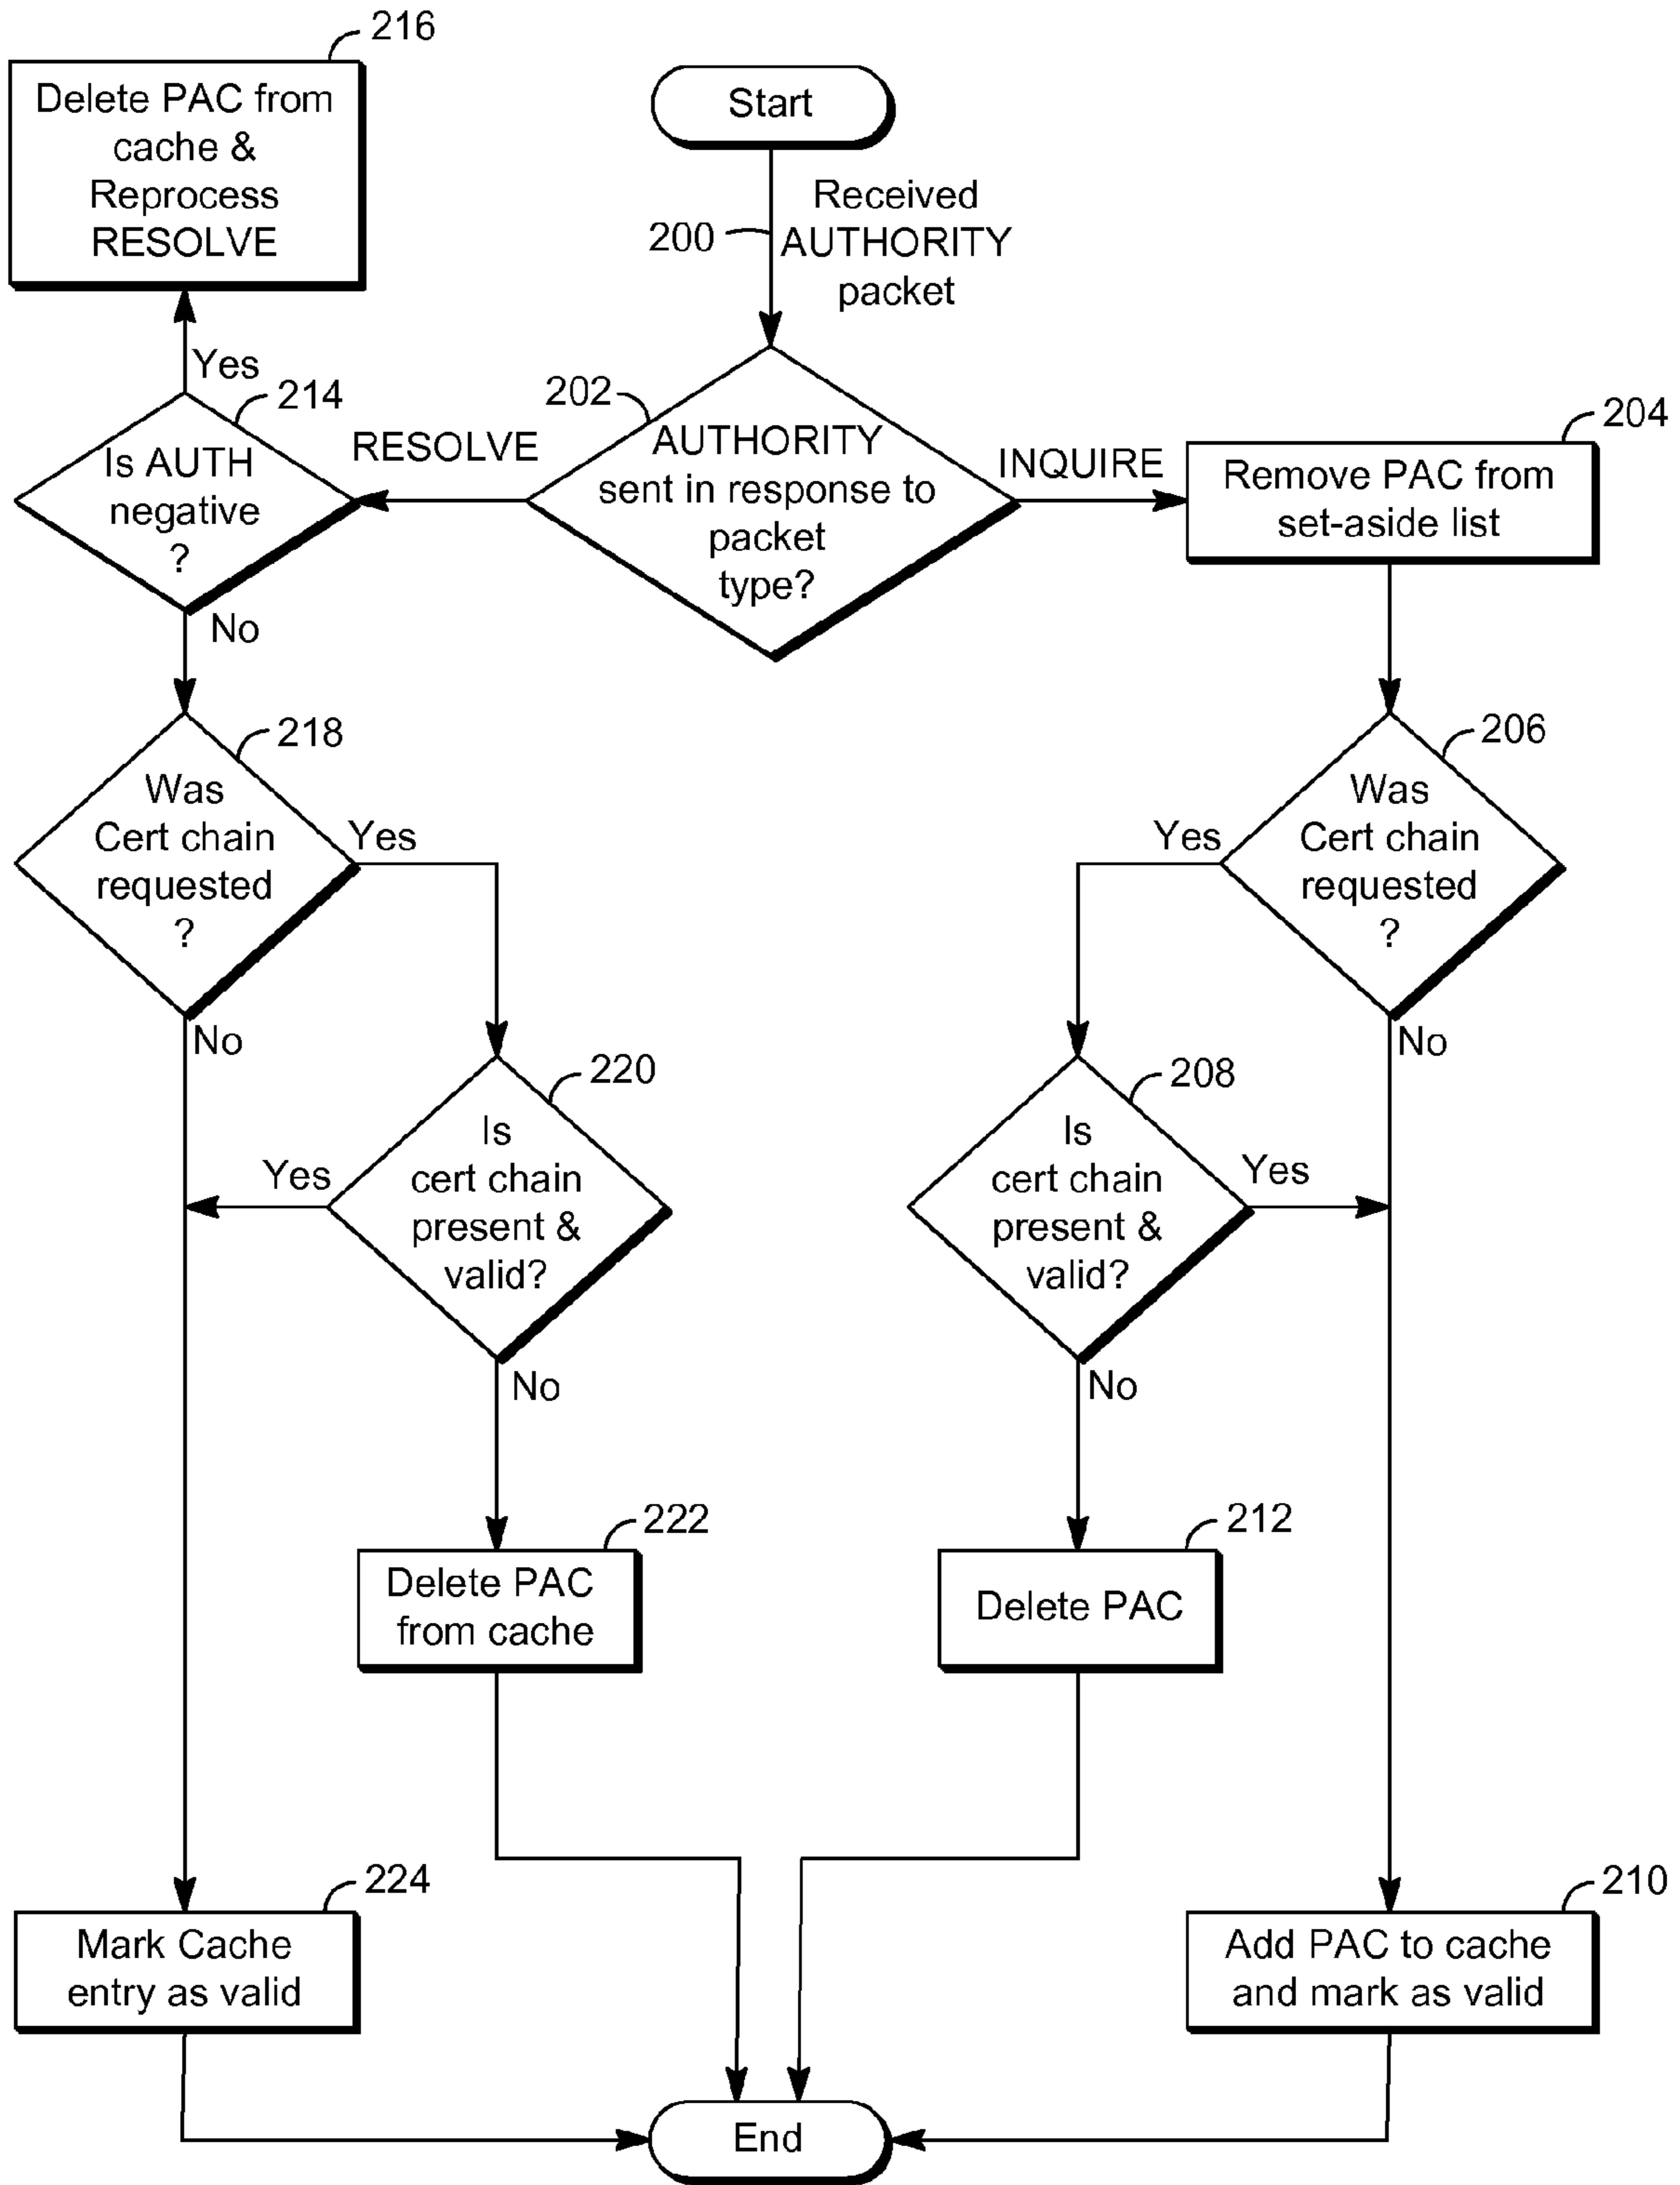 216
Delete PAC from
cache &
Reprocess
RESOLVE
Start
200
Received
AUTHORITY
packet
Yes
214
Is AUTH
negative
?
No
RESOLVE
202
AUTHORITY
sent in response to
packet
type?
INQUIRE
204
Remove PAC from
set-aside list
218
Was
Cert chain
requested
?
Yes
No
206
Was
Cert chain
requested
?
Yes
No
220
Is
cert chain
present &
valid?
Yes
No
208
Is
cert chain
present &
valid?
Yes
No
222
Delete PAC
from cache
212
Delete PAC
224
Mark Cache
entry as valid
210
Add PAC to cache
and mark as valid
End